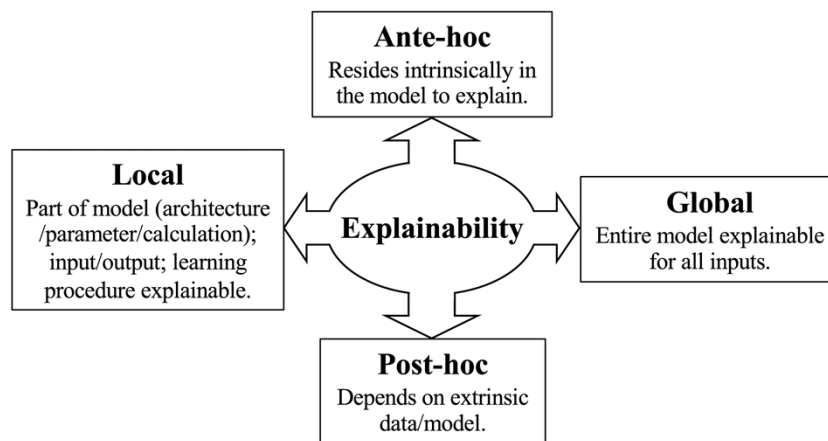 Ante-hoc
Resides intrinsically in
the model to explain.
Local
Part of model (architecture
/parameter/calculation);
input/output; learning
procedure explainable.
Explainability
Global
Entire model explainable
for all inputs.
Post-hoc
Depends on extrinsic
data/model.